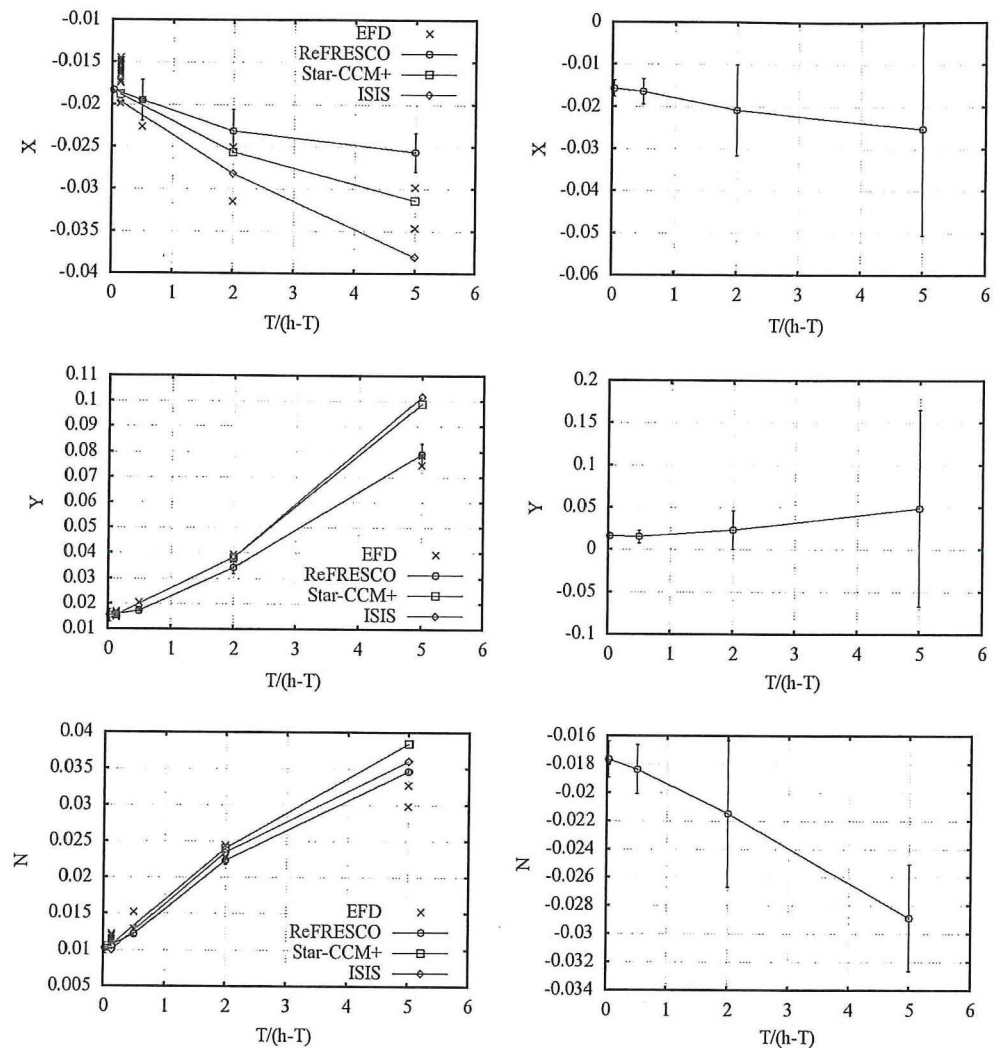 -0.01
-0.015
-0.02
-0.025
-0.03
-0.035
-0.04
X
0 1 2 3 4 5 6
T/(h-T)
EFD
ReFRESCO
Star-CCM+
ISIS
0
-0.01
-0.02
-0.03
-0.04
-0.05
-0.06
X
0 1 2 3 4 5 6
T/(h-T)
0.11
0.1
0.09
0.08
0.07
0.06
0.05
0.04
0.03
0.02
0.01
Y
0 1 2 3 4 5 6
T/(h-T)
EFD
ReFRESCO
Star-CCM+
ISIS
0.2
0.15
0.1
0.05
0
-0.05
-0.1
Y
0 1 2 3 4 5 6
T/(h-T)
0.04
0.035
0.03
0.025
0.02
0.015
0.01
0.005
N
0 1 2 3 4 5 6
T/(h-T)
EFD
ReFRESCO
Star-CCM+
ISIS
-0.016
-0.018
-0.02
-0.022
-0.024
-0.026
-0.028
-0.03
-0.032
-0.034
N
0 1 2 3 4 5 6
T/(h-T)